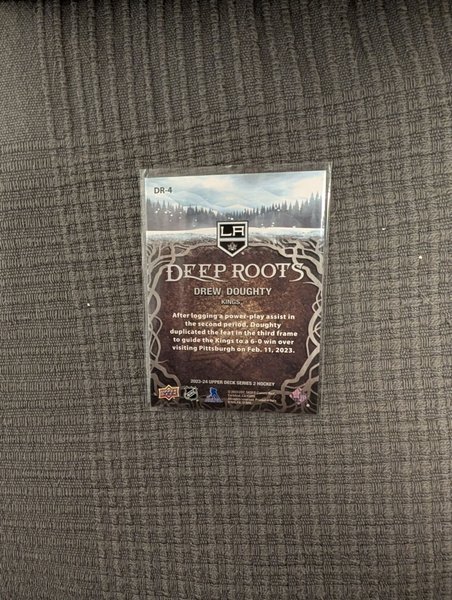 DR-4
LA
DEEP ROOTS
DREW DOUGHTY
KINGS
After logging a power-play assist in
the second period, Doughty
duplicated the feat in the third frame
to guide the Kings to a 6-0 win over
visiting Pittsburgh on Feb. 11, 2023.
2023-24 UPPER DECK SERIES 2 HOCKEY